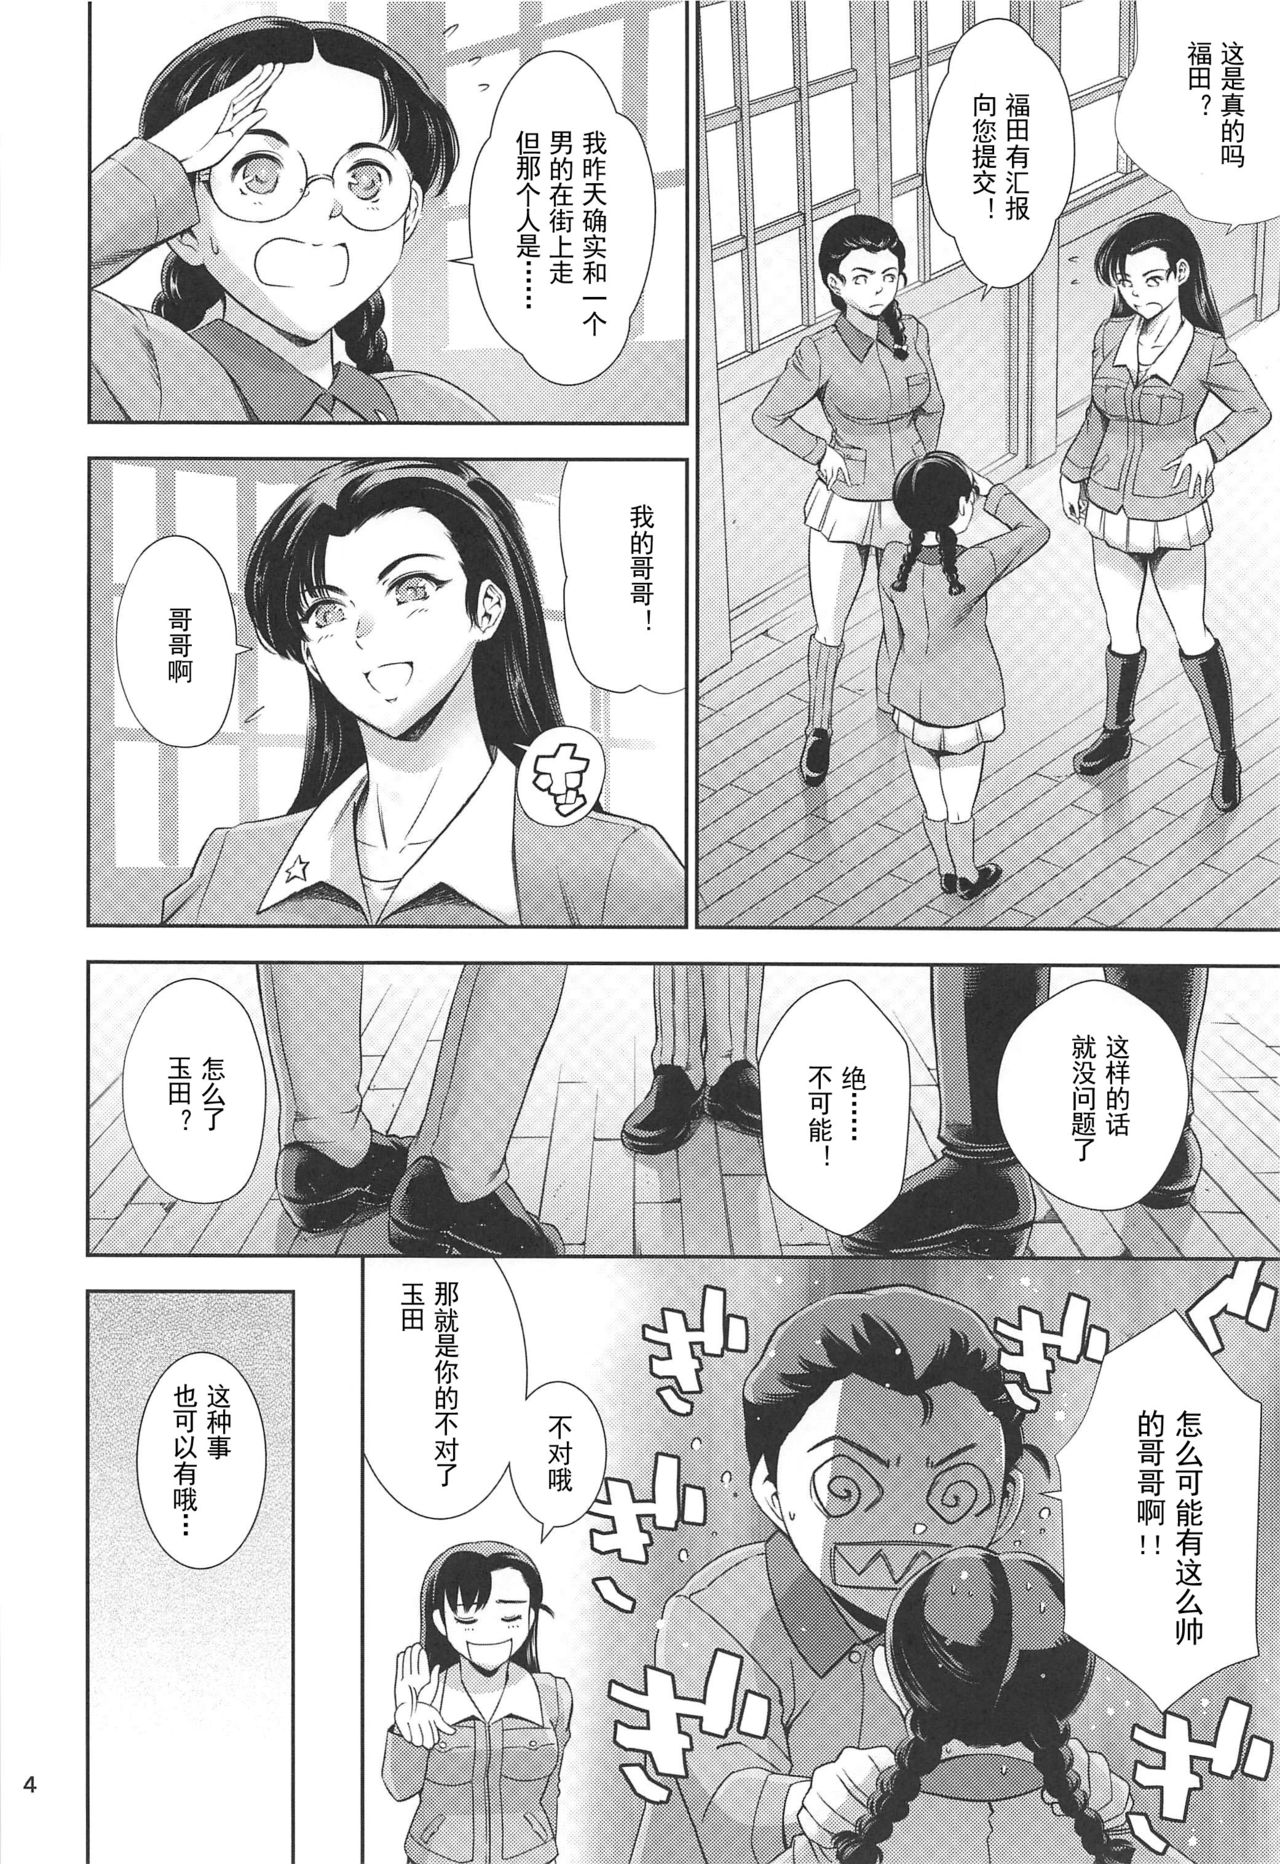 这是真的吗
福田？
福田有汇报
向您提交！
我昨天确实和一个
男的在街上走
但那个人是……
我的哥哥！
哥哥啊
ホッ
这样的话
就没问题了
绝……
不可能！
怎么了
玉田？
怎么可能有这么帅
的哥哥啊！！
不对哦
那就是你的不对了
玉田
这种事
也可以有哦…
4